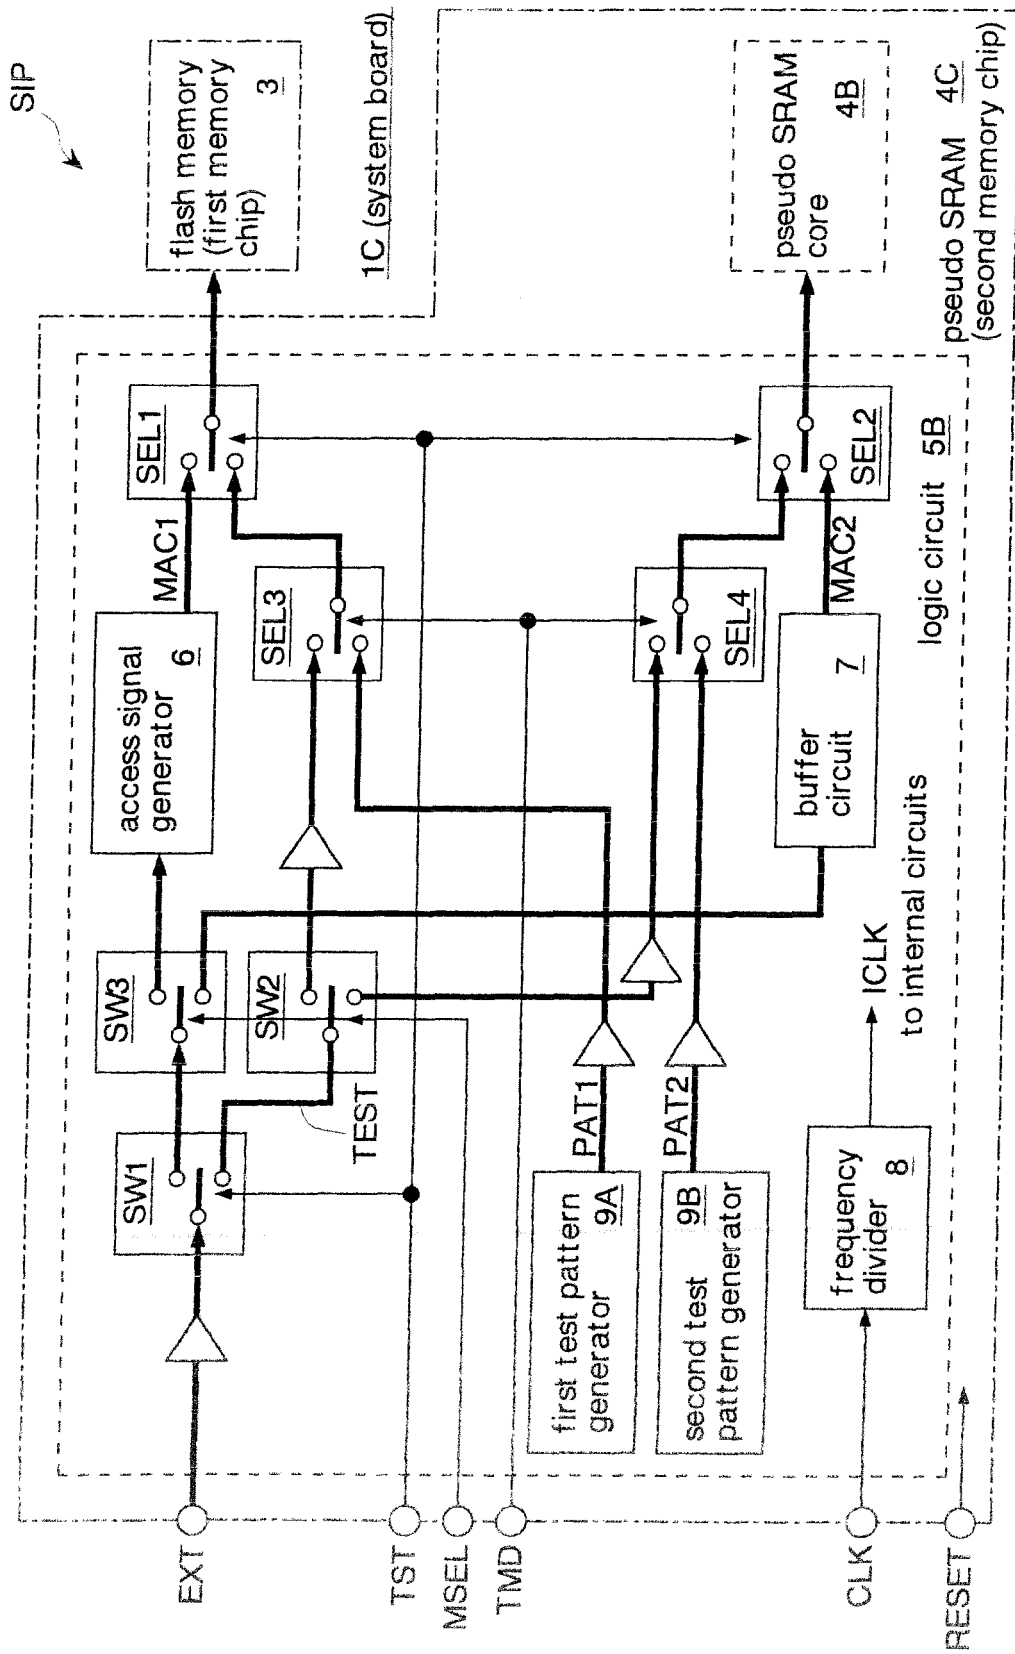 SIP
flash memory
(first memory
chip)
3
1C (system board)
pseudo SRAM
core
4B
pseudo SRAM 4C
(second memory chip)
SEL1
SEL2
MAC1
MAC2
SEL3
SEL4
logic circuit 5B
access signal
generator
6
buffer
circuit
7
SW3
SW2
SW1
TEST
PAT1
PAT2
ICLK
to internal circuits
first test pattern
generator
9A
second test
pattern generator
9B
frequency
divider
8
EXT
TST
MSEL
TMD
CLK
RESET